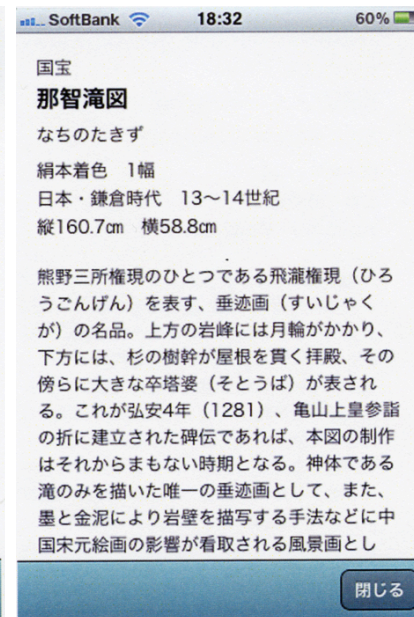 SoftBank 18:32 60%
国宝
那智滝図
なちのたきず
絹本着色　1幅
日本・鎌倉時代　13〜14世紀
縦160.7㎝　横58.8㎝
熊野三所権現のひとつである飛瀧権現（ひろ
うごんげん）を表す、垂迹画（すいじゃく
が）の名品。上方の岩峰には月輪がかかり、
下方には、杉の樹幹が屋根を貫く拝殿、その
傍らに大きな卒塔婆（そとうば）が表され
る。これが弘安4年（1281）、亀山上皇参詣
の折に建立された碑伝であれば、本図の制作
はそれからまもない時期となる。神体である
滝のみを描いた唯一の垂迹画として、また、
墨と金泥により岩壁を描写する手法などに中
国宋元絵画の影響が看取される風景画とし
閉じる